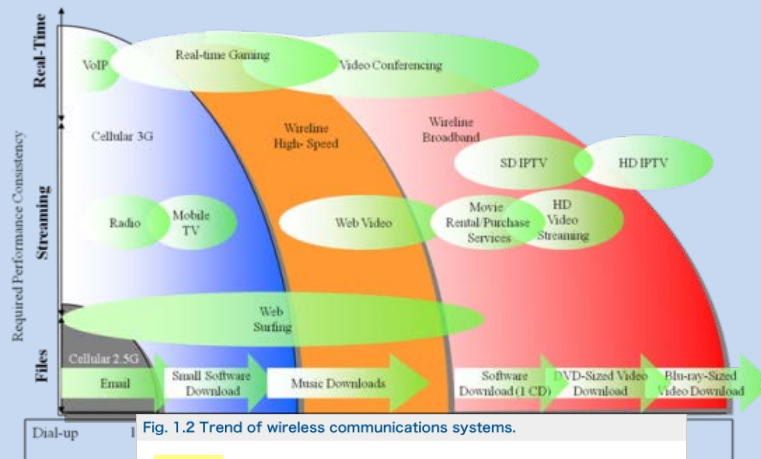 Required Performance Consistency
Real-Time
Streaming
Files
VoIP
Real-time Gaming
Video Conferencing
Cellular 3G
Wireline
High- Speed
Wireline
Broadband
SD IPTV
HD IPTV
Radio
Mobile
TV
Web Video
Movie
Rental/Purchase
Services
HD
Video
Streaming
Web
Surfing
Cellular 2.5G
Email
Small Software
Download
Music Downloads
Software
Download (1 CD)
DVD-Sized Video
Download
Blu-ray-Sized
Video Download
Dial-up
Fig. 1.2 Trend of wireless communications systems.